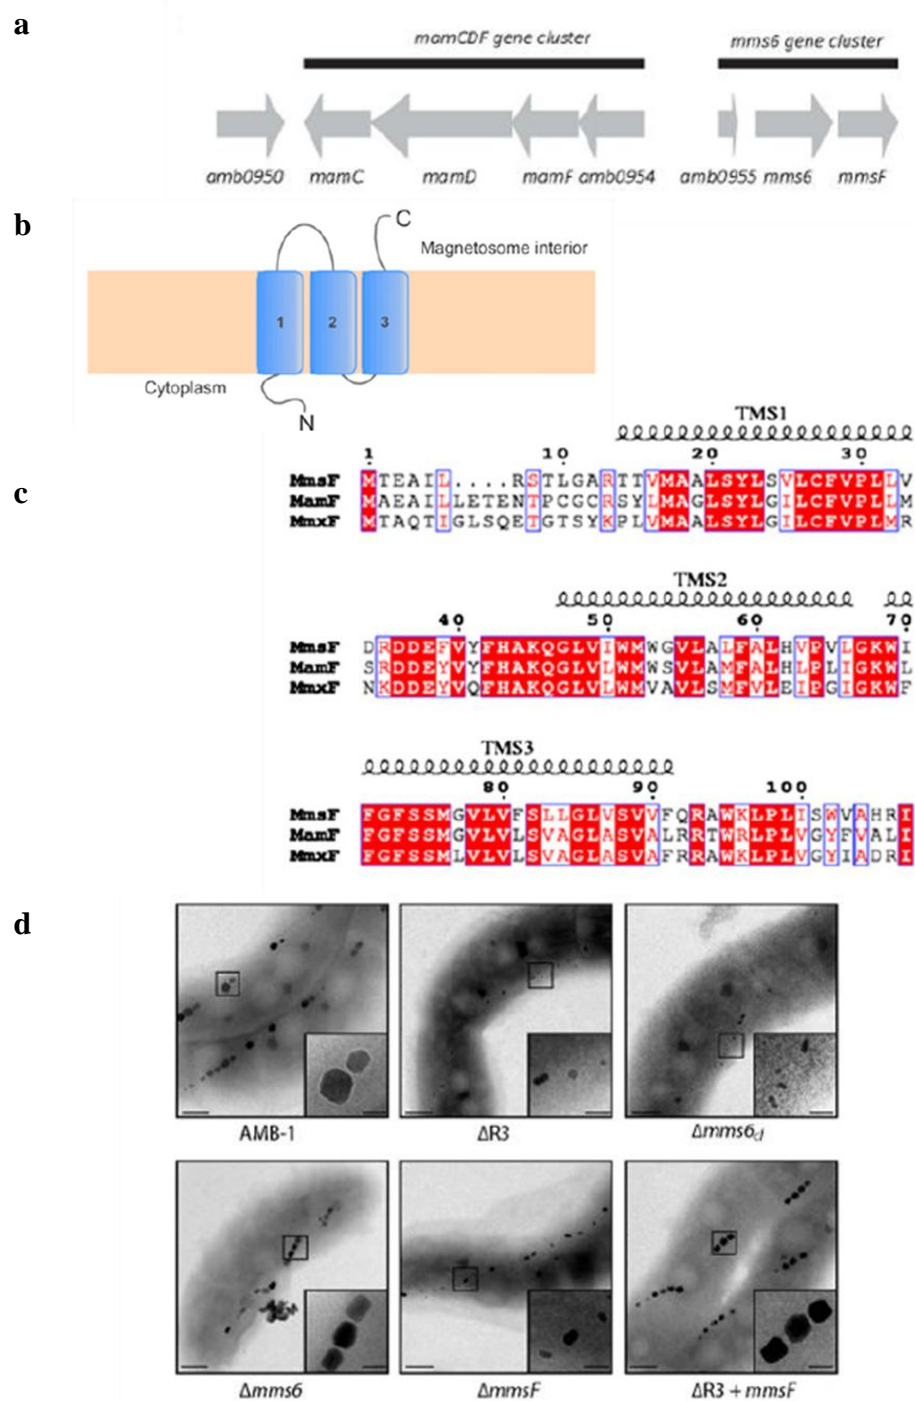 a
mamCDF gene cluster mms6 gene cluster
amb0950 mamC mamD mamF amb0954 amb0955 mms6 mmsF
b
C
Magnetosome interior
1 2 3
Cytoplasm
N
TMS1
1 10 20 30
c
MmsF MTEAIL....RSTLGARTTVMAALSYLSVLCFVPLLV
MamF MAEAILLETENTPCGCRSYLMAALSYLGILCFVPLLM
MmxF MTAQTIGLSQETGTSYKPLVMAGLSYLGILCFVPLMR
TMS2
40 50 60 70
MmsF DRDDEFVYFHAKQGLVIWMWGVLALFALHVPVLGKWI
MamF SRDDEYVYFHAKQGLVLWMWSVLAMFALHLPLIGKWL
MmxF NKDDEYVQFHAKQGLVLWMVAVLSMFVLEIPGIGKWF
TMS3
80 90 100
MmsF FGFSSMGVLVFSLLGLVSVVFQRAWKLPLISWVAHRI
MamF FGFSSMGVLVLSVAGLASVALRRTWRLPLVGYFVALI
MmxF FGFSSMLVLVLSVAGLASVAFRRAWKLPLVGYIADRI
d
AMB-1 ΔR3 Δmms6cl
Δmms6 ΔmmsF ΔR3 + mmsF